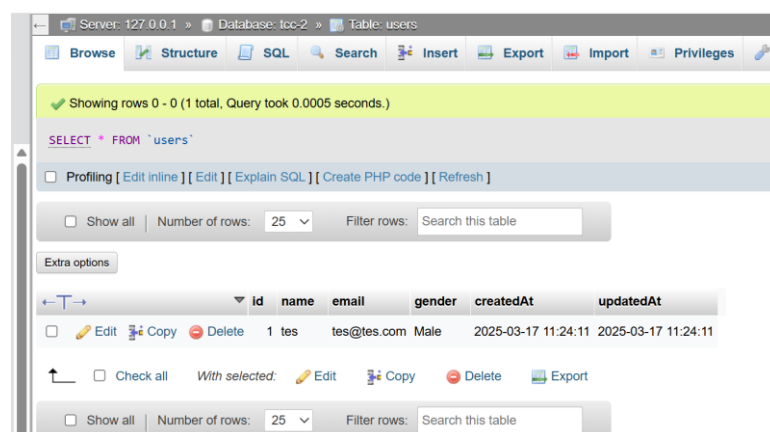 Server: 127.0.0.1 » Database: tcc-2 » Table: users
Browse Structure SQL Search Insert Export Import Privileges
Showing rows 0 - 0 (1 total, Query took 0.0005 seconds.)
SELECT * FROM `users`
Profiling [ Edit inline ] [ Edit ] [ Explain SQL ] [ Create PHP code ] [ Refresh ]
Show all | Number of rows: 25 Filter rows: Search this table
Extra options
←T→ id name email gender createdAt updatedAt
Edit Copy Delete 1 tes tes@tes.com Male 2025-03-17 11:24:11 2025-03-17 11:24:11
Check all With selected: Edit Copy Delete Export
Show all | Number of rows: 25 Filter rows: Search this table